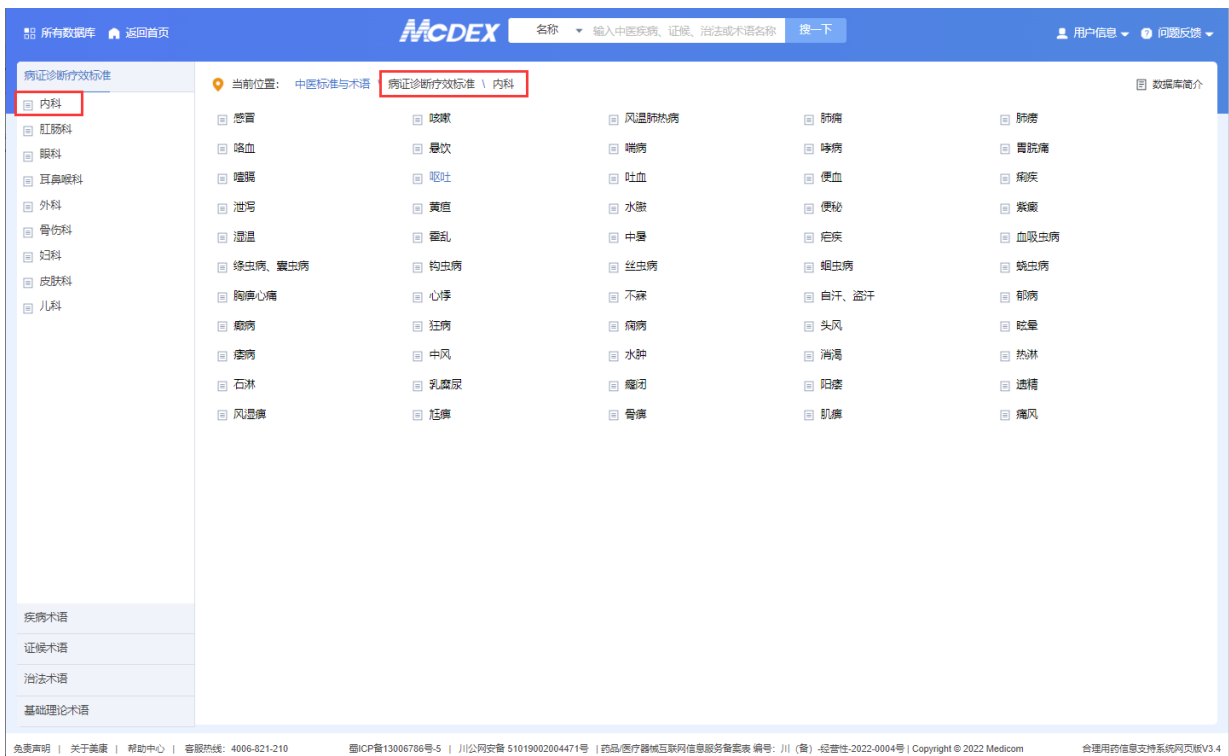 所有数据库 返回首页 MCDEX 名称 输入中医疾病、证候、治法或术语名称 搜一下 用户信息 问题反馈
病证诊断疗效标准
当前位置: 中医标准与术语 \ 病证诊断疗效标准 \ 内科 数据库简介
内科
肛肠科
眼科
耳鼻喉科
外科
骨伤科
妇科
皮肤科
儿科
感冒 咳嗽 风温肺热病 肺痈 肺痨
咯血 悬饮 喘病 哮病 胃脘痛
噎膈 呕吐 吐血 便血 痢疾
泄泻 黄疸 水臌 便秘 紫癜
湿温 霍乱 中暑 疟疾 血吸虫病
绦虫病、囊虫病 钩虫病 丝虫病 蛔虫病 蛲虫病
胸痹心痛 心悸 不寐 自汗、盗汗 郁病
癫病 狂病 痫病 头风 眩晕
痿病 中风 水肿 消渴 热淋
石淋 乳糜尿 癃闭 阳痿 遗精
风湿痹 尪痹 骨痹 肌痹 痛风
疾病术语
证候术语
治法术语
基础理论术语
免责声明 | 关于美康 | 帮助中心 | 客服热线: 4006-821-210 蜀ICP备13006786号-5 | 川公网安备 51019002004471号 | 药品/医疗器械互联网信息服务备案表 编号: 川（备）-经营性-2022-0004号 | Copyright © 2022 Medicom 合理用药信息支持系统网页版V3.4